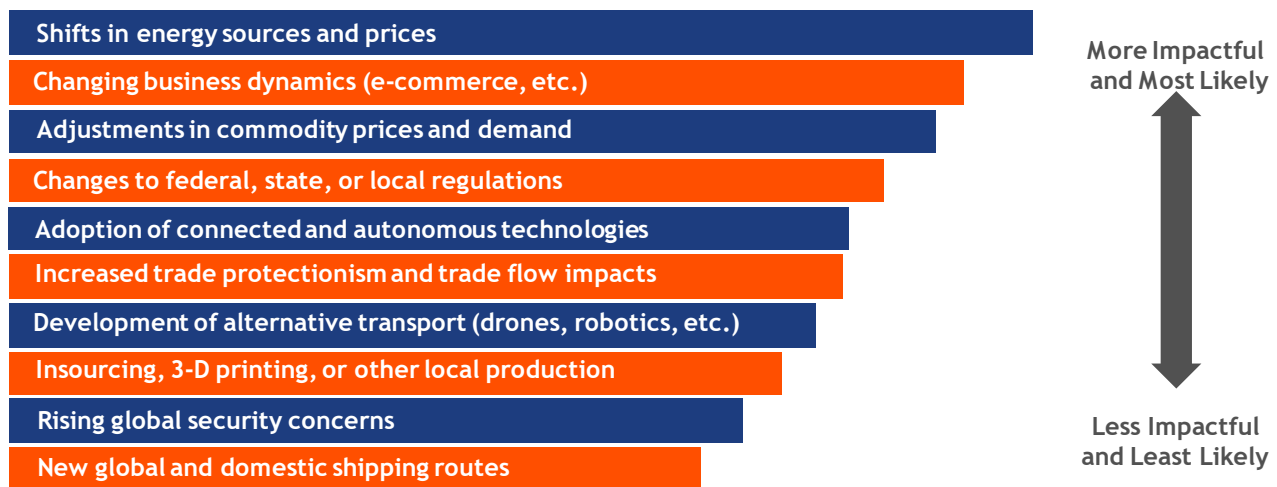 Shifts in energy sources and prices
Changing business dynamics (e-commerce, etc.)
Adjustments in commodity prices and demand
Changes to federal, state, or local regulations
Adoption of connected and autonomous technologies
Increased trade protectionism and trade flow impacts
Development of alternative transport (drones, robotics, etc.)
Insourcing, 3-D printing, or other local production
Rising global security concerns
New global and domestic shipping routes
More Impactful
and Most Likely
Less Impactful
and Least Likely